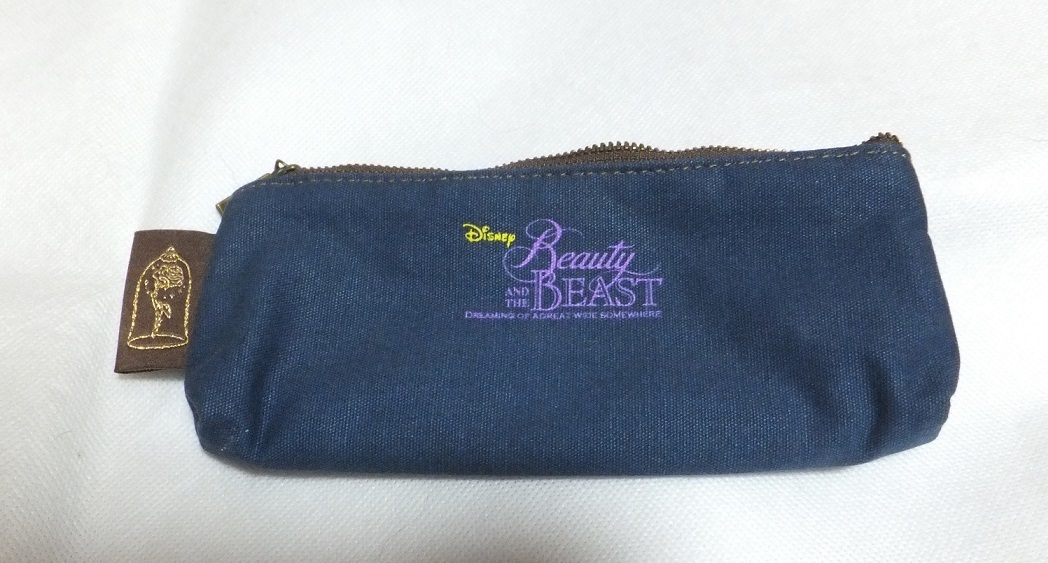 Disney
Beauty
AND THE BEAST
DREAMING OF A GREAT WIDE SOMEWHERE